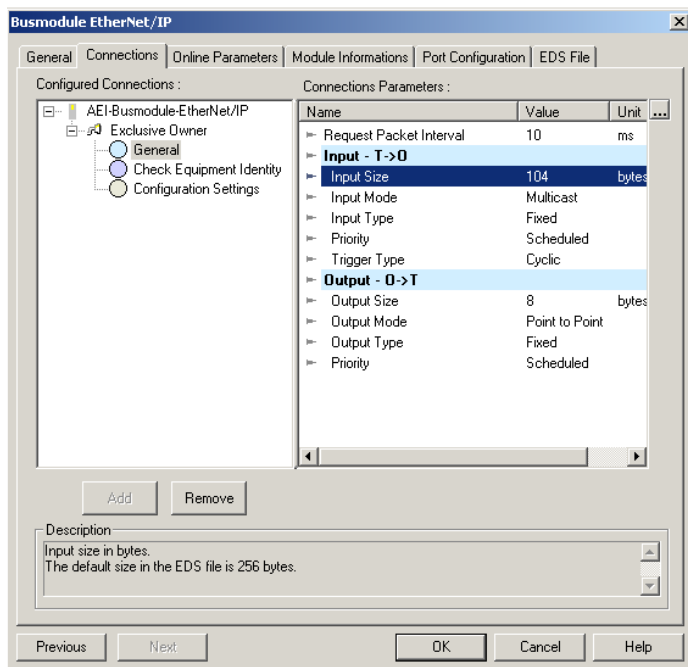 Busmodule EtherNet/IP
General Connections Online Parameters Module Informations Port Configuration EDS File
Configured Connections :
AEI-Busmodule-EtherNet/IP
Exclusive Owner
General
Check Equipment Identity
Configuration Settings
Connections Parameters :
Name Value Unit ...
Request Packet Interval 10 ms
Input - T->O
Input Size 104 bytes
Input Mode Multicast
Input Type Fixed
Priority Scheduled
Trigger Type Cyclic
Output - O->T
Output Size 8 bytes
Output Mode Point to Point
Output Type Fixed
Priority Scheduled
Add Remove
Description
Input size in bytes.
The default size in the EDS file is 256 bytes.
Previous Next OK Cancel Help